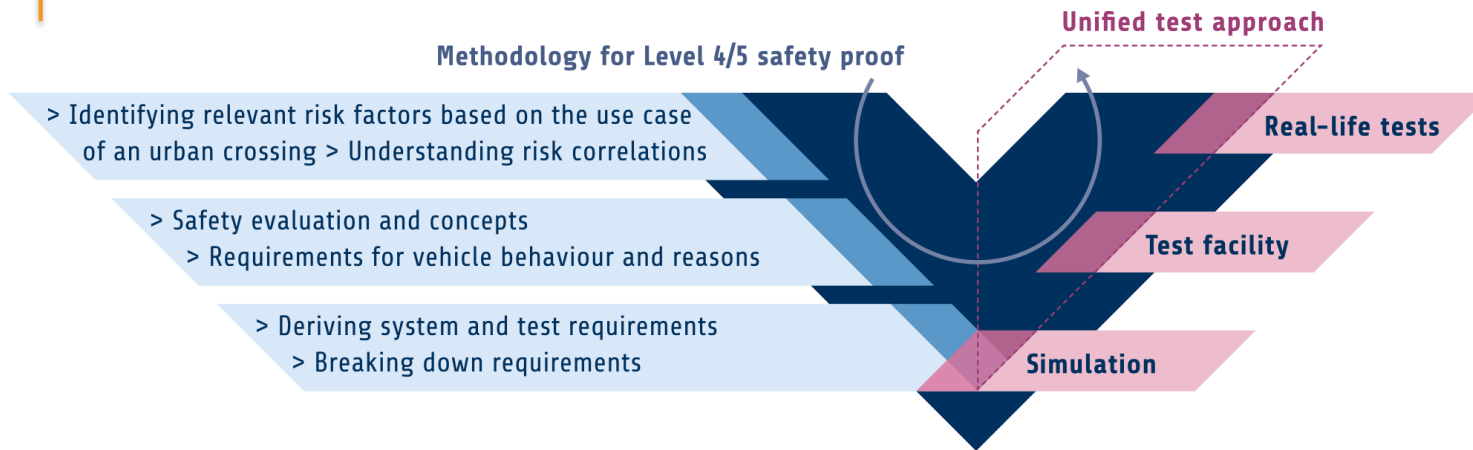 Unified test approach
Methodology for Level 4/5 safety proof
> Identifying relevant risk factors based on the use case
of an urban crossing > Understanding risk correlations
Real-life tests
> Safety evaluation and concepts
> Requirements for vehicle behaviour and reasons
Test facility
> Deriving system and test requirements
> Breaking down requirements
Simulation